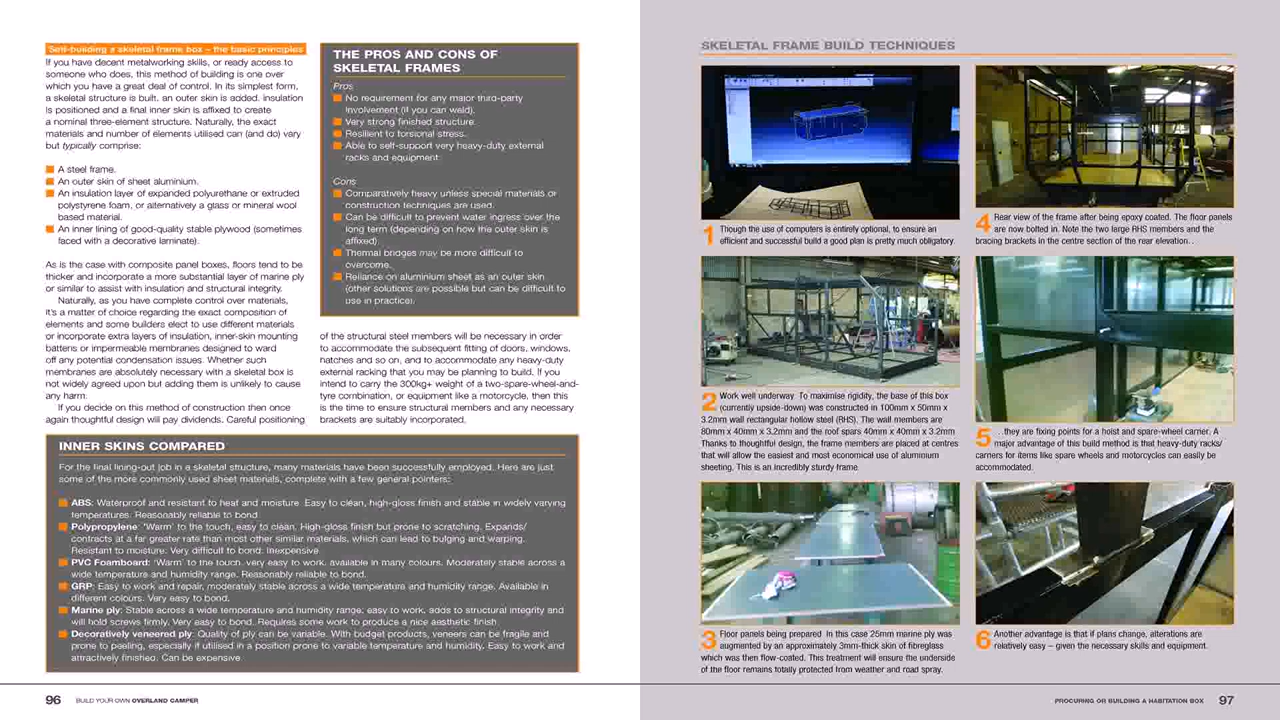 Self-building a skeletal frame box – the basic principles
If you have decent metalworking skills, or ready access to
someone who does, this method of building is one over
which you have a great deal of control. In its simplest form,
a skeletal structure is built, an outer skin is added, insulation
is positioned and a final inner skin is affixed to create
a nominal three-element structure. Naturally, the exact
materials and number of elements utilised can (and do) vary
but typically comprise:
A steel frame.
An outer skin of sheet aluminium.
An insulation layer of expanded polyurethane or extruded
polystyrene foam, or alternatively a glass or mineral wool
based material.
An inner lining of good-quality stable plywood (sometimes
faced with a decorative laminate).
As is the case with composite panel boxes, floors tend to be
thicker and incorporate a more substantial layer of marine ply
or similar to assist with insulation and structural integrity.
Naturally, as you have complete control over materials,
it's a matter of choice regarding the exact composition of
elements and some builders elect to use different materials
or incorporate extra layers of insulation, inner-skin mounting
battens or impermeable membranes designed to ward
off any potential condensation issues. Whether such
membranes are absolutely necessary with a skeletal box is
not widely agreed upon but adding them is unlikely to cause
any harm.
If you decide on this method of construction then once
again thoughtful design will pay dividends. Careful positioning
THE PROS AND CONS OF
SKELETAL FRAMES
Pros
No requirement for any major third-party
involvement (if you can weld).
Very strong finished structure.
Resilient to torsional stress.
Able to self-support very heavy-duty external
racks and equipment.
Cons
Comparatively heavy unless special materials or
construction techniques are used.
Can be difficult to prevent water ingress over the
long term (depending on how the outer skin is
affixed).
Thermal bridges may be more difficult to
overcome.
Reliance on aluminium sheet as an outer skin
(other solutions are possible but can be difficult to
use in practice).
of the structural steel members will be necessary in order
to accommodate the subsequent fitting of doors, windows,
hatches and so on, and to accommodate any heavy-duty
external racking that you may be planning to build. If you
intend to carry the 300kg+ weight of a two-spare-wheel-and-
tyre combination, or equipment like a motorcycle, then this
is the time to ensure structural members and any necessary
brackets are suitably incorporated.
INNER SKINS COMPARED
For the final lining-out job in a skeletal structure, many materials have been successfully employed. Here are just
some of the more commonly used sheet materials, complete with a few general pointers:
ABS: Waterproof and resistant to heat and moisture. Easy to clean, high-gloss finish and stable in widely varying
temperatures. Reasonably reliable to bond.
Polypropylene: 'Warm' to the touch, easy to clean. High-gloss finish but prone to scratching. Expands/
contracts at a far greater rate than most other similar materials, which can lead to bulging and warping.
Resistant to moisture. Very difficult to bond. Inexpensive.
PVC Foamboard: 'Warm' to the touch, very easy to work, available in many colours. Moderately stable across a
wide temperature and humidity range. Reasonably reliable to bond.
GRP: Easy to work and repair, moderately stable across a wide temperature and humidity range. Available in
different colours. Very easy to bond.
Marine ply: Stable across a wide temperature and humidity range; easy to work, adds to structural integrity and
will hold screws firmly. Very easy to bond. Requires some work to produce a nice aesthetic finish.
Decoratively veneered ply: Quality of ply can be variable. With budget products, veneers can be fragile and
prone to peeling, especially if utilised in a position prone to variable temperature and humidity. Easy to work and
attractively finished. Can be expensive.
96 BUILD YOUR OWN OVERLAND CAMPER
SKELETAL FRAME BUILD TECHNIQUES
1 Though the use of computers is entirely optional, to ensure an
efficient and successful build a good plan is pretty much obligatory.
2 Work well underway. To maximise rigidity, the base of this box
(currently upside-down) was constructed in 100mm x 50mm x
3.2mm wall rectangular hollow steel (RHS). The wall members are
80mm x 40mm x 3.2mm and the roof spars 40mm x 40mm x 3.2mm.
Thanks to thoughtful design, the frame members are placed at centres
that will allow the easiest and most economical use of aluminium
sheeting. This is an incredibly sturdy frame.
3 Floor panels being prepared. In this case 25mm marine ply was
augmented by an approximately 3mm-thick skin of fibreglass
which was then flow-coated. This treatment will ensure the underside
of the floor remains totally protected from weather and road spray.
4 Rear view of the frame after being epoxy coated. The floor panels
are now bolted in. Note the two large RHS members and the
bracing brackets in the centre section of the rear elevation…
5 …they are fixing points for a hoist and spare-wheel carrier. A
major advantage of this build method is that heavy-duty racks/
carriers for items like spare wheels and motorcycles can easily be
accommodated.
6 Another advantage is that if plans change, alterations are
relatively easy – given the necessary skills and equipment.
PROCURING OR BUILDING A HABITATION BOX 97